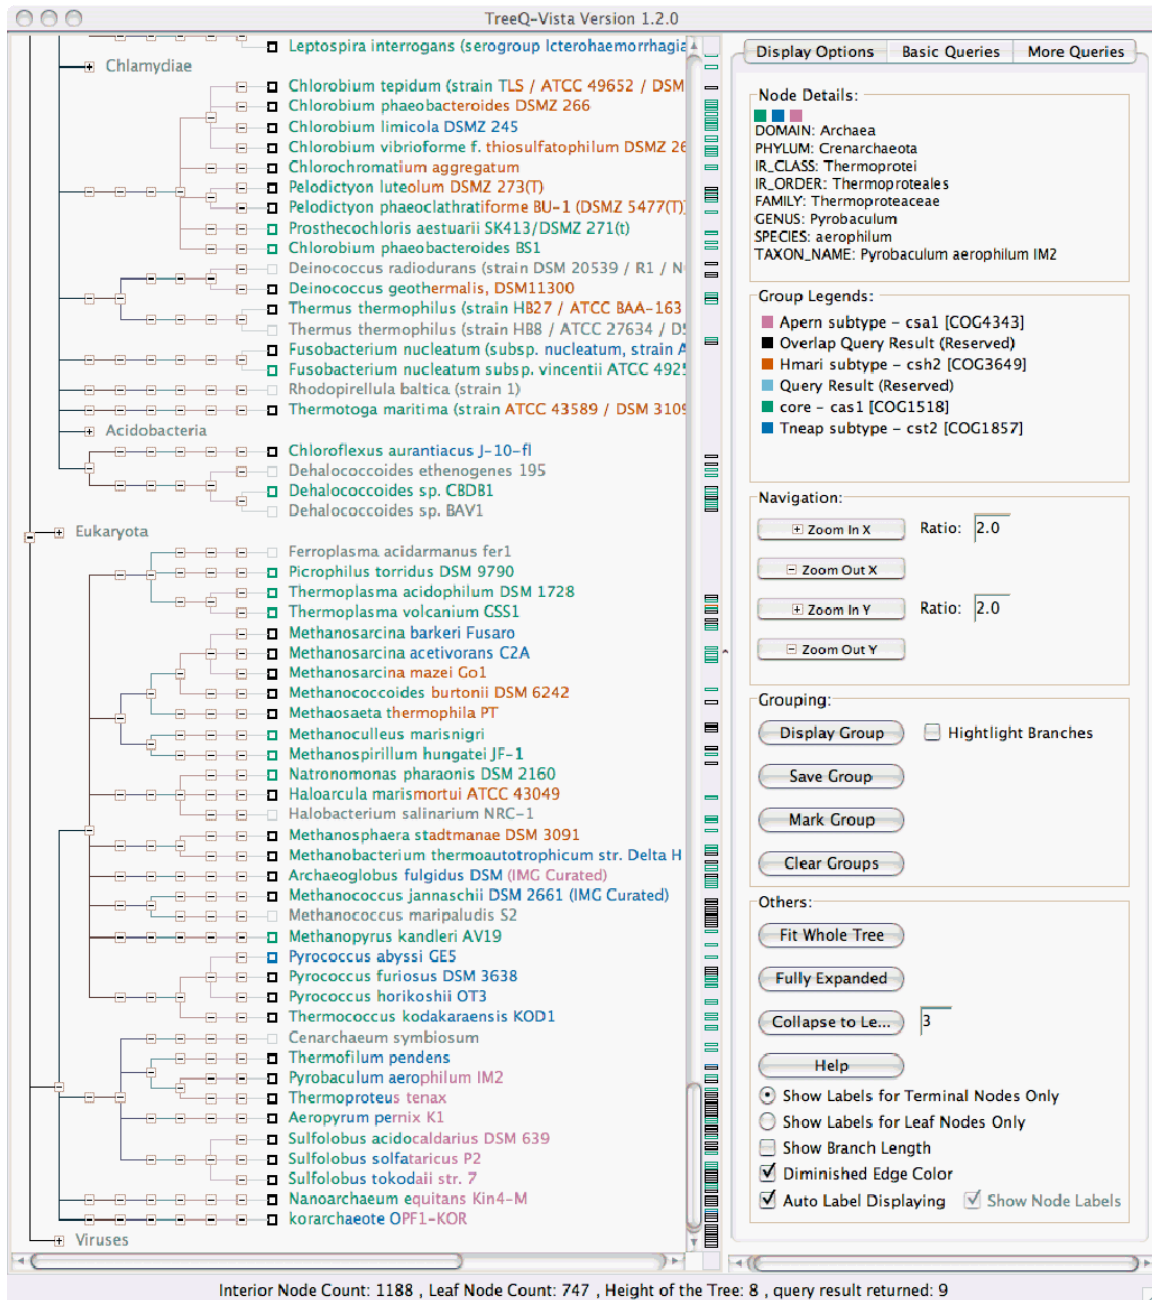 TreeQ-Vista Version 1.2.0
Leptospira interrogans (serogroup Icterohaemorrhagia
Chlamydiae
Chlorobium tepidum (strain TLS / ATCC 49652 / DSM
Chlorobium phaeobacteroides DSMZ 266
Chlorobium limicola DSMZ 245
Chlorobium vibrioforme f. thiosulfatophilum DSMZ 26
Chlorochromatium aggregatum
Pelodictyon luteolum DSMZ 273(T)
Pelodictyon phaeoclathratiforme BU-1 (DSMZ 5477(T))
Prosthecochloris aestuarii SK413/DSMZ 271(t)
Chlorobium phaeobacteroides BS1
Deinococcus radiodurans (strain DSM 20539 / R1 / N
Deinococcus geothermalis, DSM11300
Thermus thermophilus (strain HB27 / ATCC BAA-163
Thermus thermophilus (strain HB8 / ATCC 27634 / DS
Fusobacterium nucleatum (subsp. nucleatum, strain A
Fusobacterium nucleatum subsp. vincentii ATCC 4925
Rhodopirellula baltica (strain 1)
Thermotoga maritima (strain ATCC 43589 / DSM 3109
Acidobacteria
Chloroflexus aurantiacus J-10-fl
Dehalococcoides ethenogenes 195
Dehalococcoides sp. CBDB1
Dehalococcoides sp. BAV1
Eukaryota
Ferroplasma acidarmanus fer1
Picrophilus torridus DSM 9790
Thermoplasma acidophilum DSM 1728
Thermoplasma volcanium GSS1
Methanosarcina barkeri Fusaro
Methanosarcina acetivorans C2A
Methanosarcina mazei Go1
Methanococcoides burtonii DSM 6242
Methaosaeta thermophila PT
Methanoculleus marisnigri
Methanospirillum hungatei JF-1
Natronomonas pharaonis DSM 2160
Haloarcula marismortui ATCC 43049
Halobacterium salinarium NRC-1
Methanosphaera stadtmanae DSM 3091
Methanobacterium thermoautotrophicum str. Delta H
Archaeoglobus fulgidus DSM (IMG Curated)
Methanococcus jannaschii DSM 2661 (IMG Curated)
Methanococcus maripaludis S2
Methanopyrus kandleri AV19
Pyrococcus abyssi GE5
Pyrococcus furiosus DSM 3638
Pyrococcus horikoshii OT3
Thermococcus kodakaraensis KOD1
Cenarchaeum symbiosum
Thermofilum pendens
Pyrobaculum aerophilum IM2
Thermoproteus tenax
Aeropyrum pernix K1
Sulfolobus acidocaldarius DSM 639
Sulfolobus solfataricus P2
Sulfolobus tokodaii str. 7
Nanoarchaeum equitans Kin4-M
korarchaeote OPF1-KOR
Viruses
Display Options Basic Queries More Queries
Node Details:
DOMAIN: Archaea
PHYLUM: Crenarchaeota
IR_CLASS: Thermoprotei
IR_ORDER: Thermoproteales
FAMILY: Thermoproteaceae
GENUS: Pyrobaculum
SPECIES: aerophilum
TAXON_NAME: Pyrobaculum aerophilum IM2
Group Legends:
Apern subtype - csa1 [COG4343]
Overlap Query Result (Reserved)
Hmari subtype - csh2 [COG3649]
Query Result (Reserved)
core - cas1 [COG1518]
Tneap subtype - cst2 [COG1857]
Navigation:
Zoom In X Ratio: 2.0
Zoom Out X
Zoom In Y Ratio: 2.0
Zoom Out Y
Grouping:
Display Group Hightlight Branches
Save Group
Mark Group
Clear Groups
Others:
Fit Whole Tree
Fully Expanded
Collapse to Le... 3
Help
Show Labels for Terminal Nodes Only
Show Labels for Leaf Nodes Only
Show Branch Length
Diminished Edge Color
Auto Label Displaying Show Node Labels
Interior Node Count: 1188 , Leaf Node Count: 747 , Height of the Tree: 8 , query result returned: 9